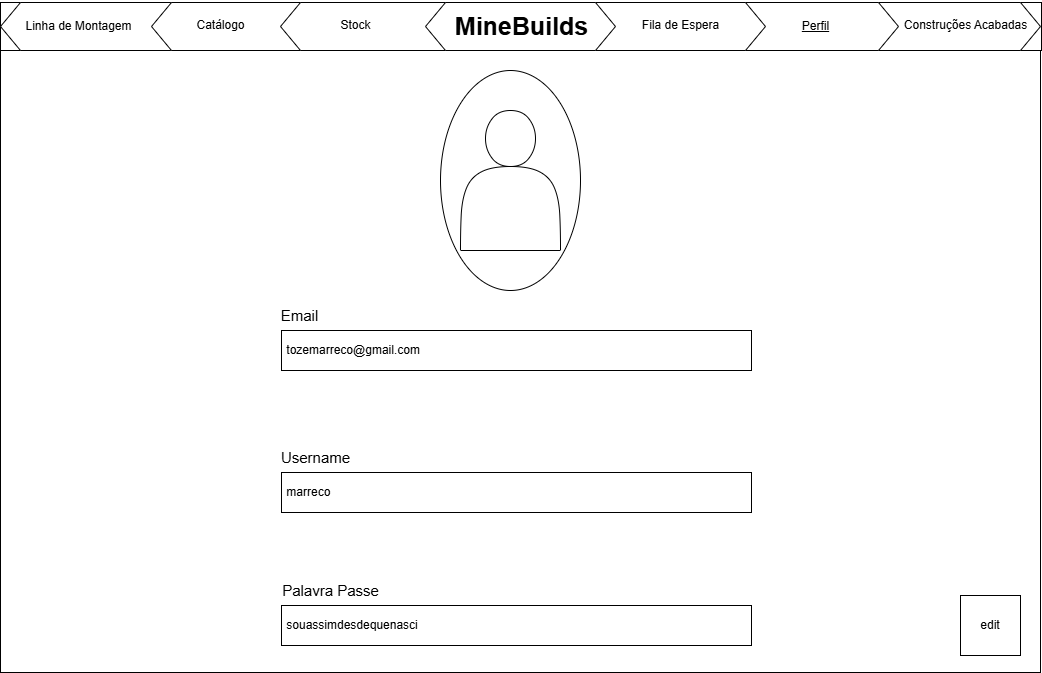 Linha de Montagem
Catálogo
Stock
MineBuilds
Fila de Espera
Perfil
Construções Acabadas
Email
tozemarreco@gmail.com
Username
marreco
Palavra Passe
souassimdesdequenasci
edit